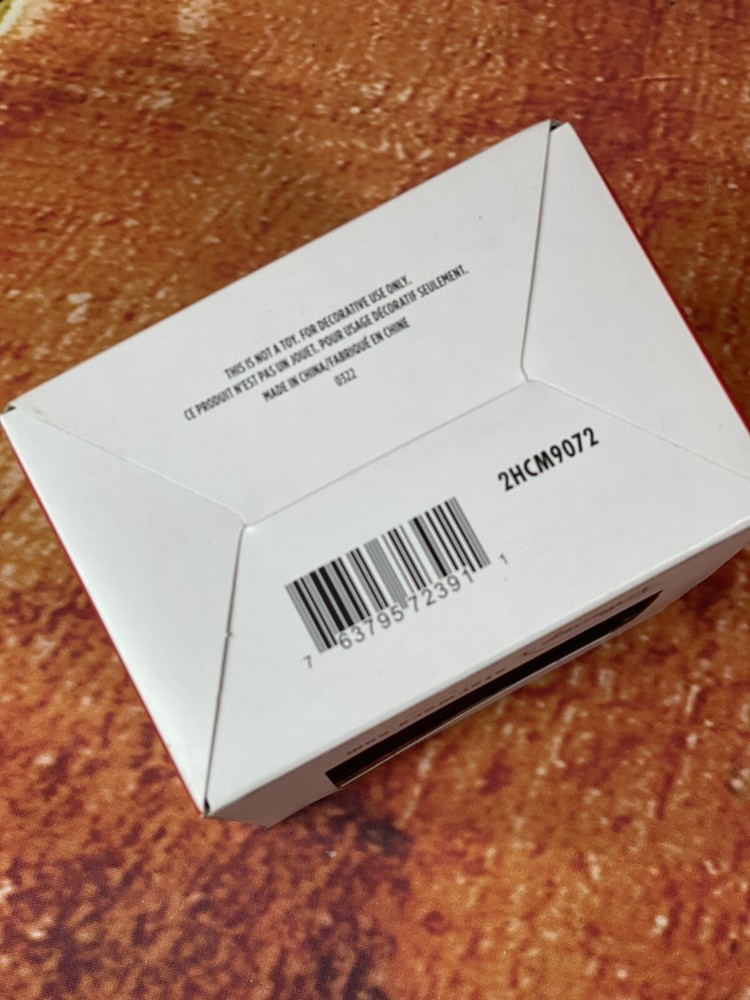 THIS IS NOT A TOY. FOR DECORATIVE USE ONLY.
CE PRODUIT N'EST PAS UN JOUET. POUR USAGE DÉCORATIF SEULEMENT.
MADE IN CHINA/FABRIQUÉ EN CHINE
0322
2HCM9072
7 63795 72391 1